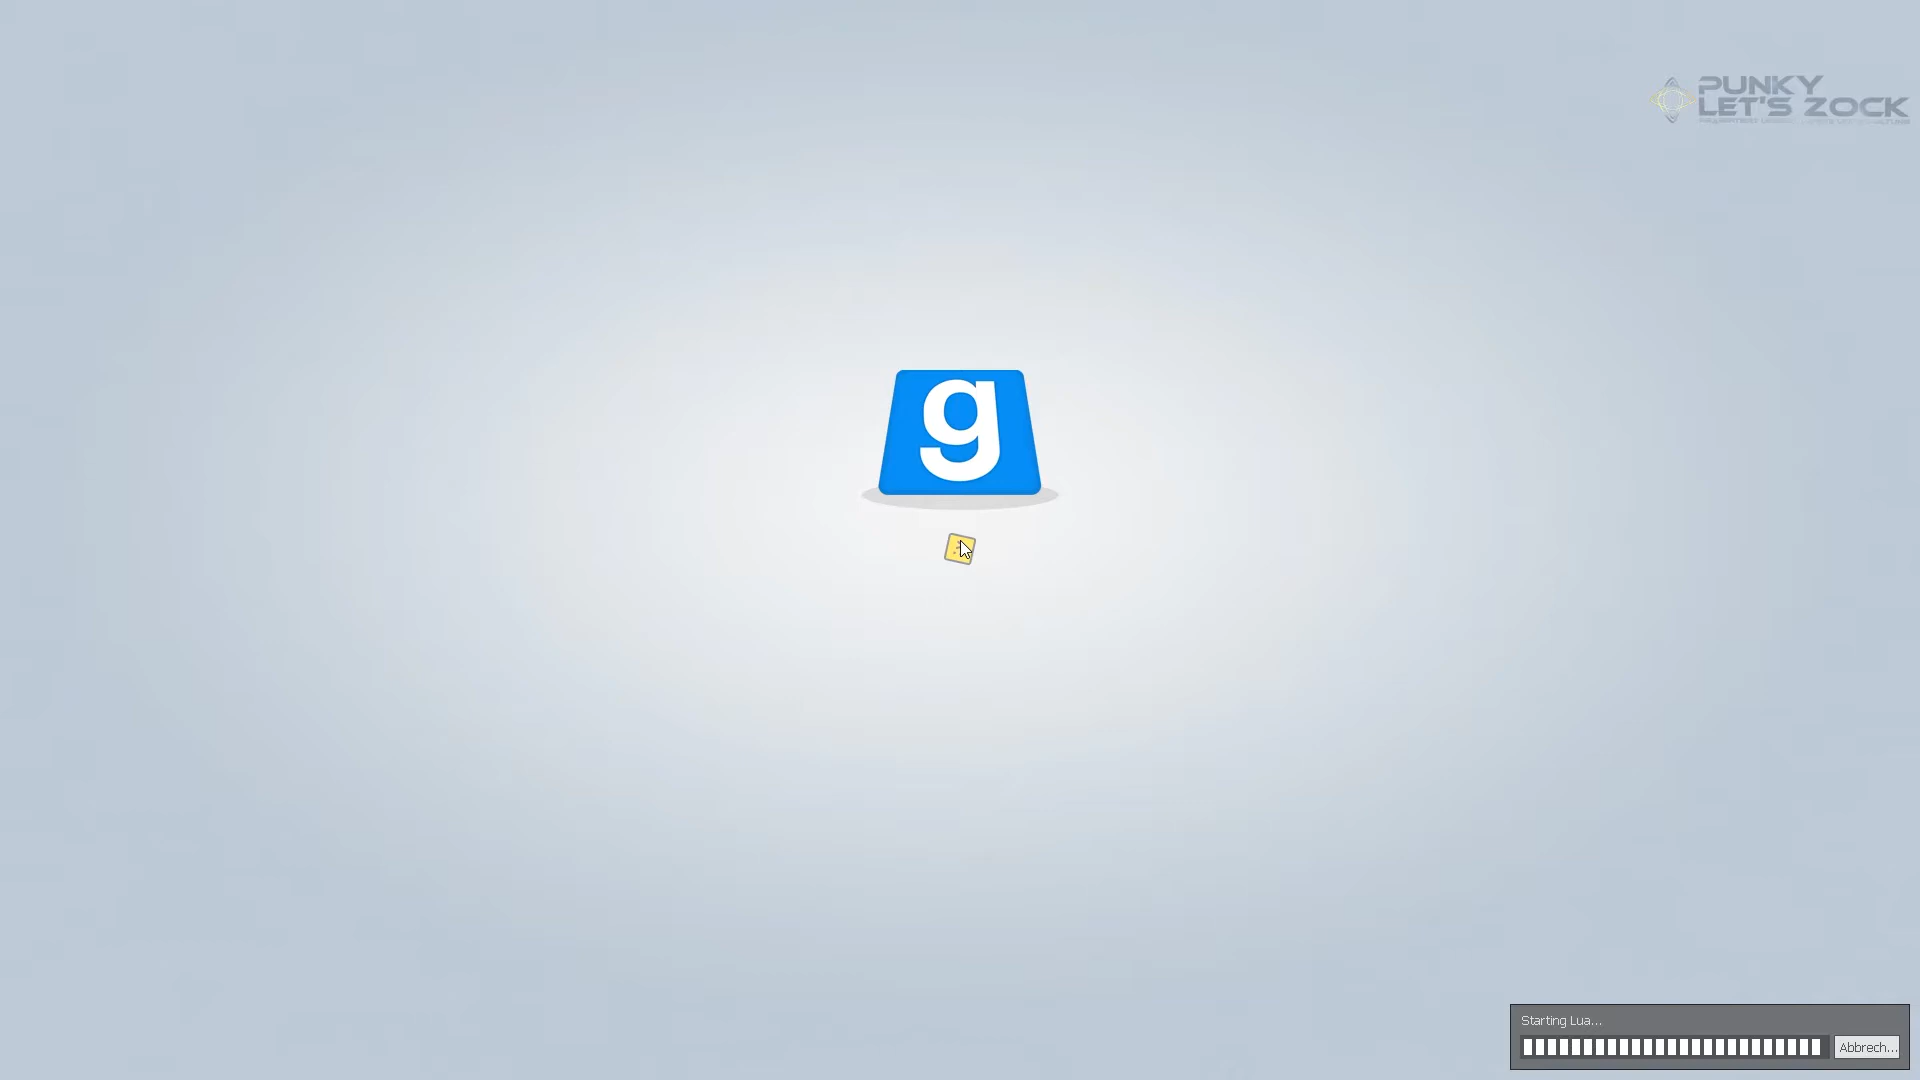 PUNKY
LET'S ZOCK
g
Starting Lua...
Abbrech...